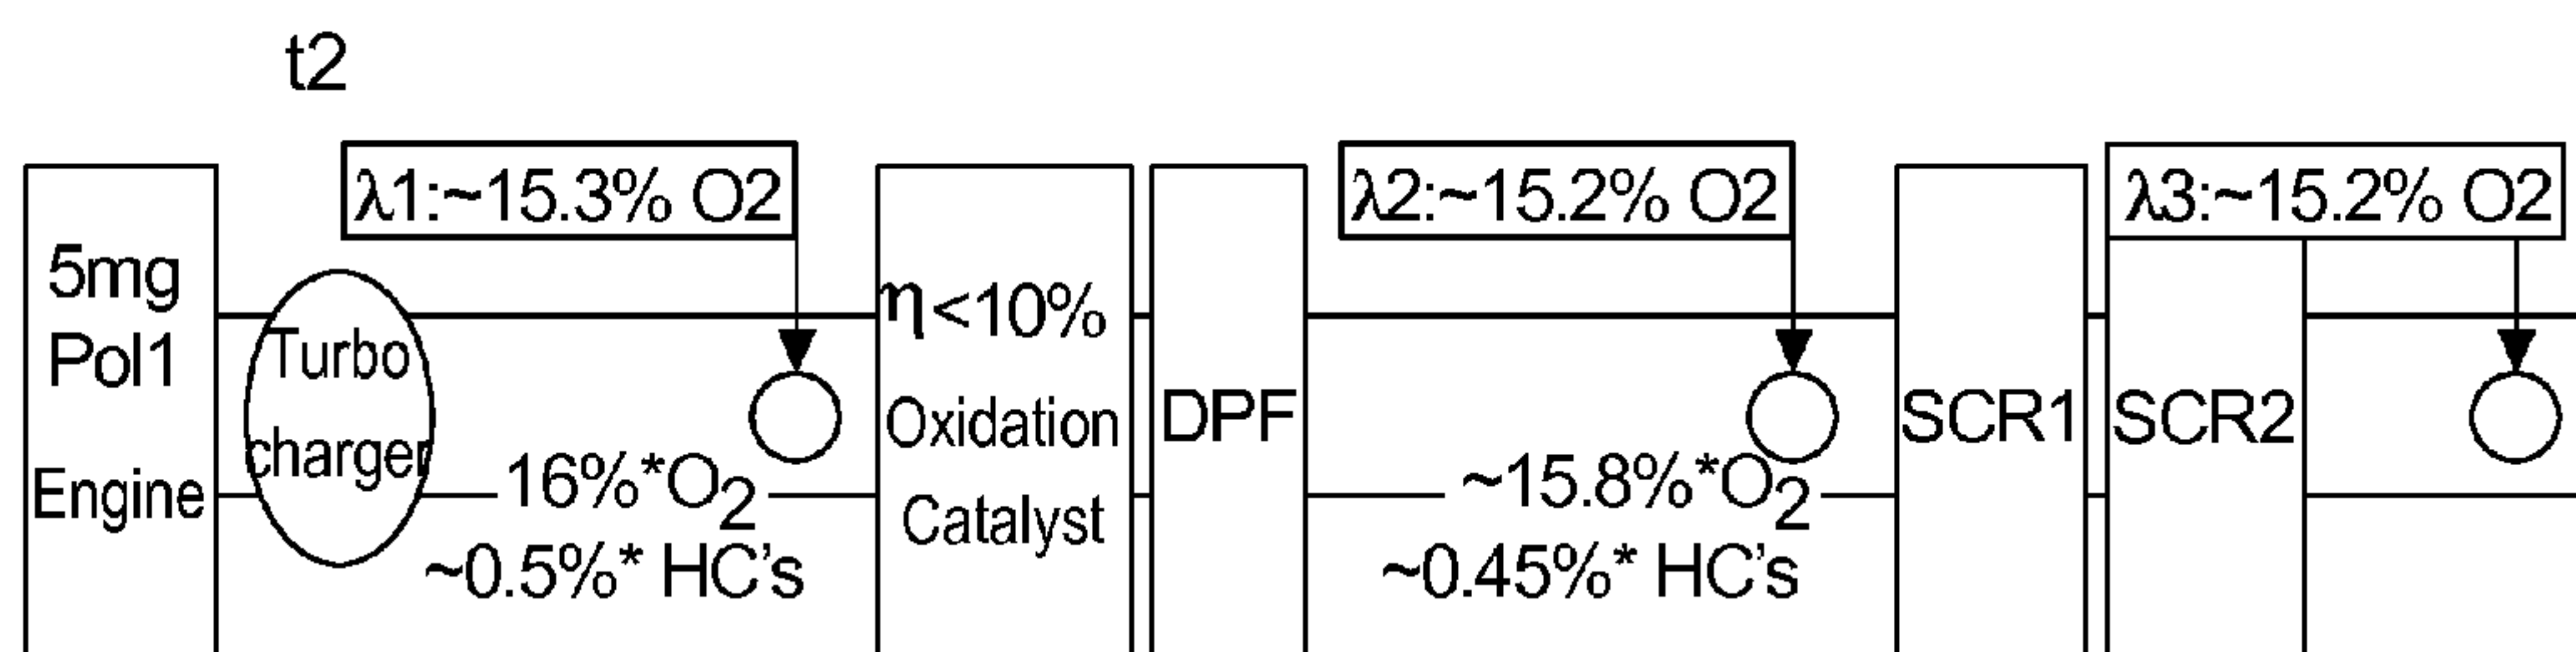 t2
5mg
Pol1
Engine
Turbo
charger
λ1:~15.3% O2
16%*O2
~0.5%* HC's
η<10%
Oxidation
Catalyst
DPF
λ2:~15.2% O2
~15.8%*O2
~0.45%* HC's
SCR1
SCR2
λ3:~15.2% O2